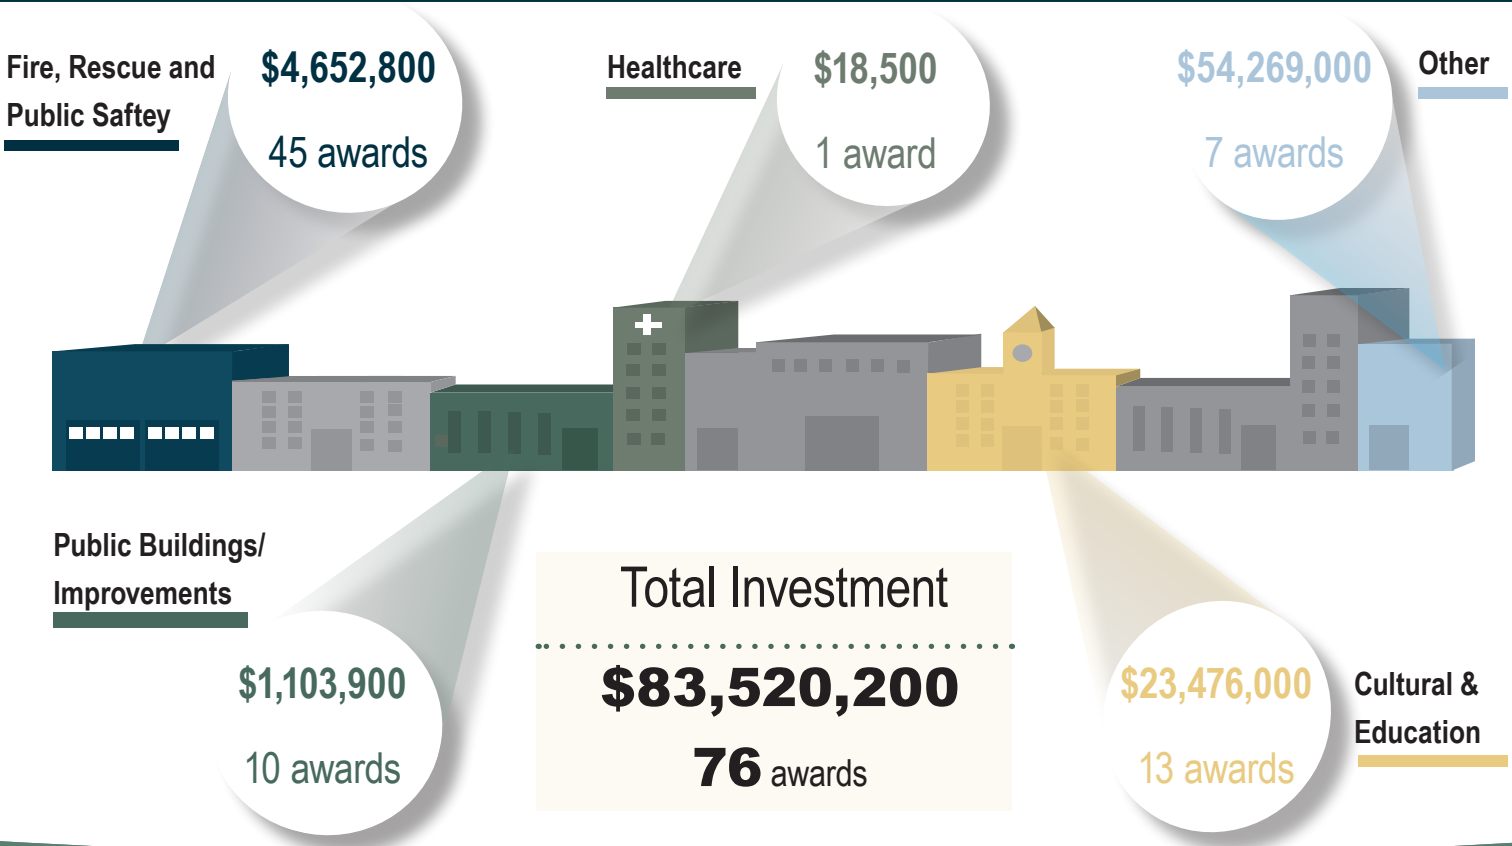 Fire, Rescue and
Public Saftey
$4,652,800
45 awards
Healthcare
$18,500
1 award
$54,269,000
7 awards
Other
Public Buildings/
Improvements
$1,103,900
10 awards
Total Investment
$83,520,200
76 awards
$23,476,000
13 awards
Cultural &
Education